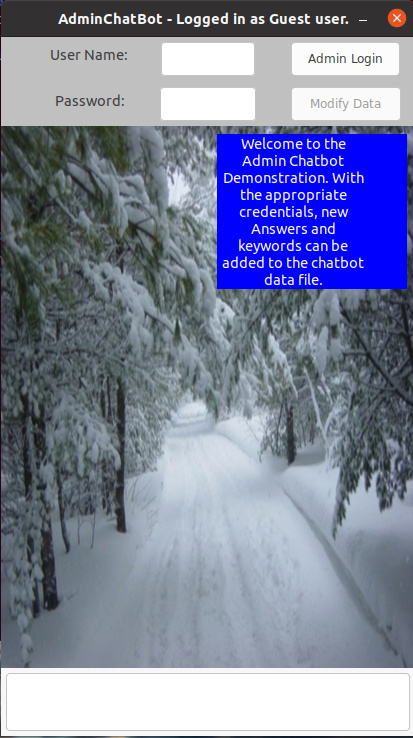 AdminChatBot - Logged in as Guest user.
User Name:
Admin Login
Password:
Modify Data
Welcome to the
Admin Chatbot
Demonstration. With
the appropriate
credentials, new
Answers and
keywords can be
added to the chatbot
data file.